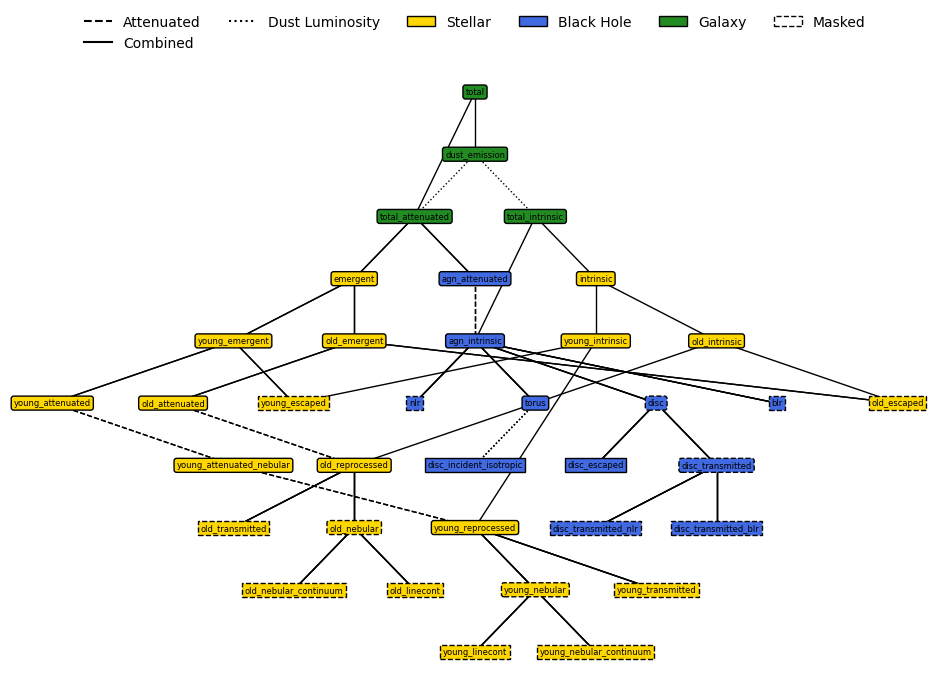 Attenuated Dust Luminosity Stellar Black Hole Galaxy Masked
Combined
total
dust_emission
total_attenuated total_intrinsic
emergent agn_attenuated intrinsic
young_emergent old_emergent agn_intrinsic young_intrinsic old_intrinsic
young_attenuated old_attenuated young_escaped nlr torus disc blr old_escaped
young_attenuated_nebular old_reprocessed disc_incident_isotropic disc_escaped disc_transmitted
old_transmitted old_nebular young_reprocessed disc_transmitted_nlr disc_transmitted_blr
old_nebular_continuum old_linecont young_nebular young_transmitted
young_linecont young_nebular_continuum